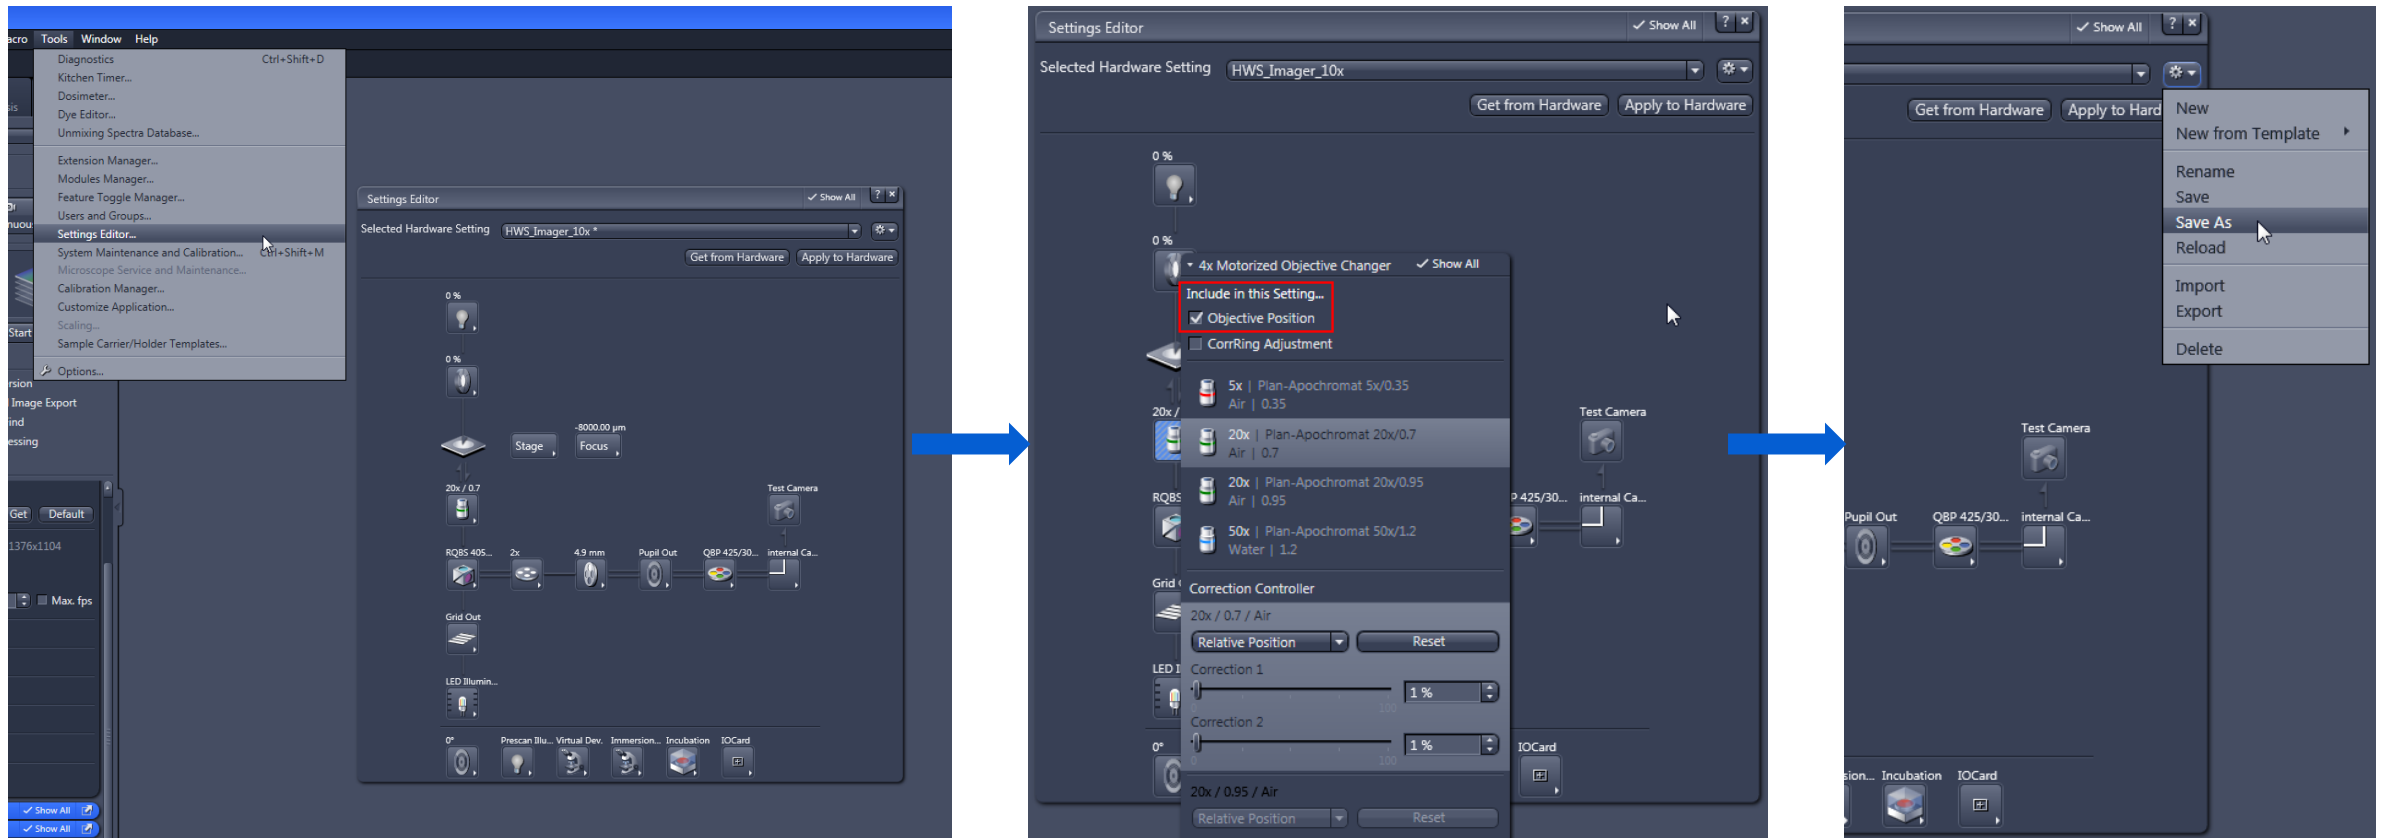 Tools Window Help
Diagnostics Ctrl+Shift+D
Kitchen Timer...
Dosimeter...
Dye Editor...
Unmixing Spectra Database...
Extension Manager...
Modules Manager...
Feature Toggle Manager...
Users and Groups...
Settings Editor...
System Maintenance and Calibration... Ctrl+Shift+M
Microscope Service and Maintenance...
Calibration Manager...
Customize Application...
Scaling...
Sample Carrier/Holder Templates...
Options...
Start
Image Export
Get Default
1376x1104
Max. fps
Show All
Show All
Settings Editor Show All ? ×
Selected Hardware Setting HWS_Imager_10x *
Get from Hardware Apply to Hardware
0 %
0 %
-8000.00 µm
Stage Focus
20x / 0.7 Test Camera
RQBS 405... 2x 4.9 mm Pupil Out QBP 425/30... internal Ca...
Grid Out
LED Illumin...
0° Prescan Illu... Virtual Dev. Immersion... Incubation IOCard
Settings Editor Show All ? ×
Selected Hardware Setting HWS_Imager_10x
Get from Hardware Apply to Hardware
0 %
0 %
4x Motorized Objective Changer Show All
Include in this Setting...
Objective Position
CorrRing Adjustment
5x | Plan-Apochromat 5x/0.35
Air | 0.35
20x | Plan-Apochromat 20x/0.7
Air | 0.7
20x | Plan-Apochromat 20x/0.95
Air | 0.95
50x | Plan-Apochromat 50x/1.2
Water | 1.2
Correction Controller
20x / 0.7 / Air
Relative Position Reset
Correction 1
1 %
0 100
Correction 2
1 %
0 100
20x / 0.95 / Air
Relative Position Reset
20x /
RQBS
Grid
LED I
0°
Test Camera
P 425/30... internal Ca...
IOCard
Show All ? ×
Get from Hardware Apply to Hard
New
New from Template
Rename
Save
Save As
Reload
Import
Export
Delete
Test Camera
Pupil Out QBP 425/30... internal Ca...
sion... Incubation IOCard